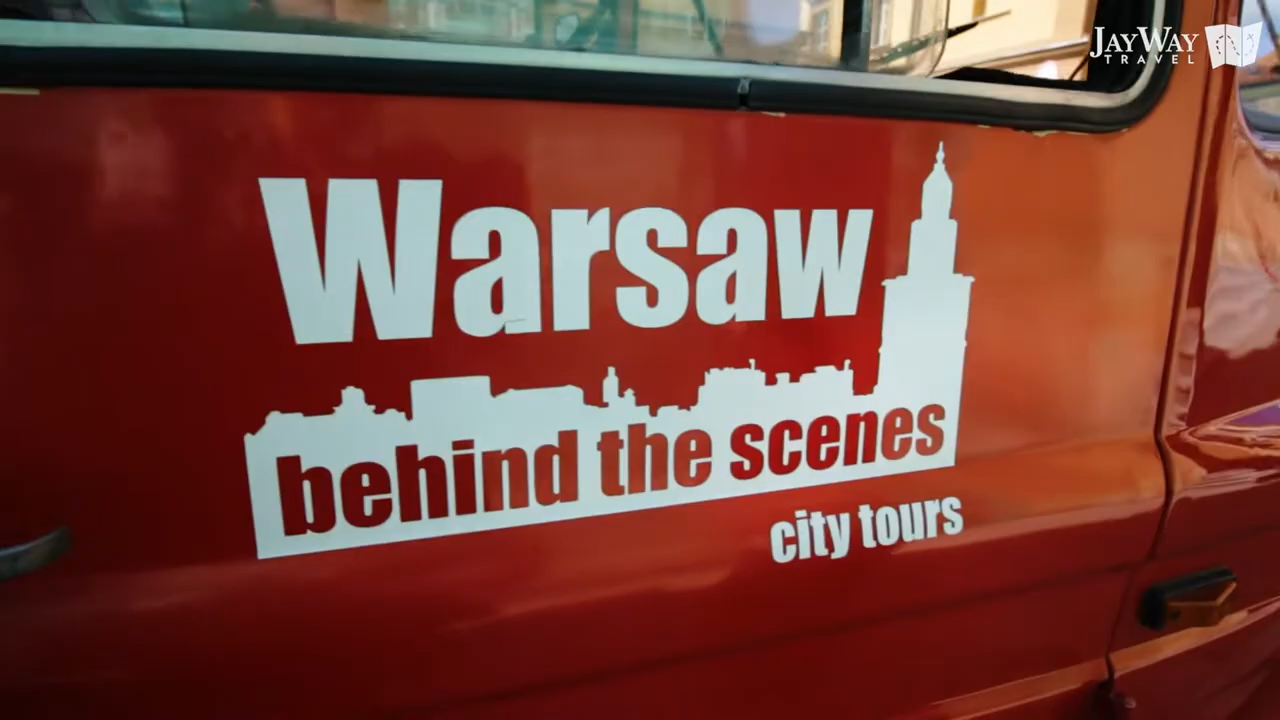 JAYWAY
TRAVEL
Warsaw
behind the scenes
city tours